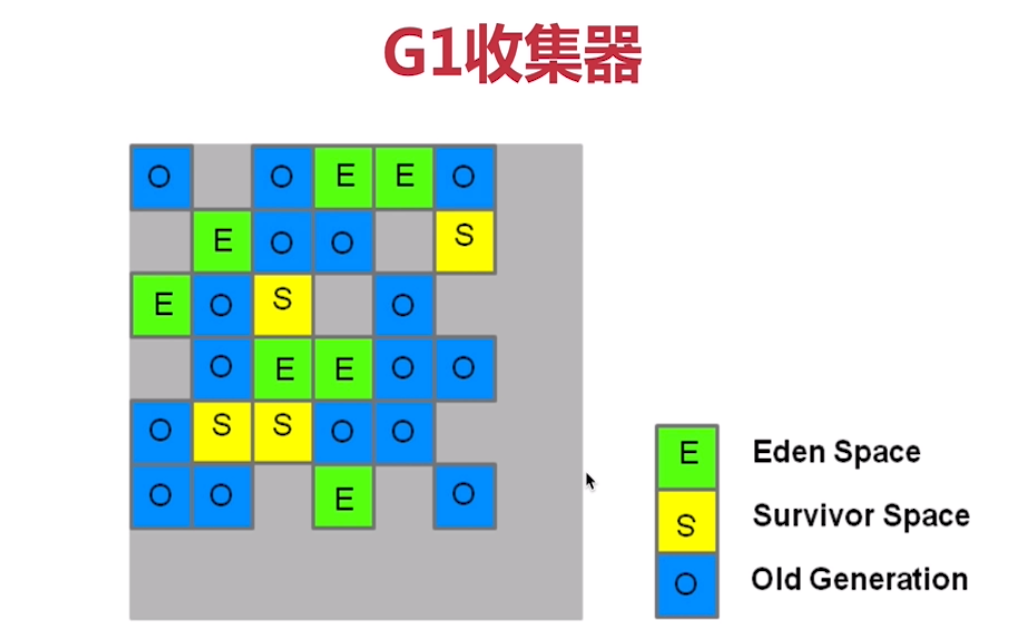 G1收集器
O O E E O
E O O S
E O S O
O E E O O
O S S O O
O O E O
E Eden Space
S Survivor Space
O Old Generation